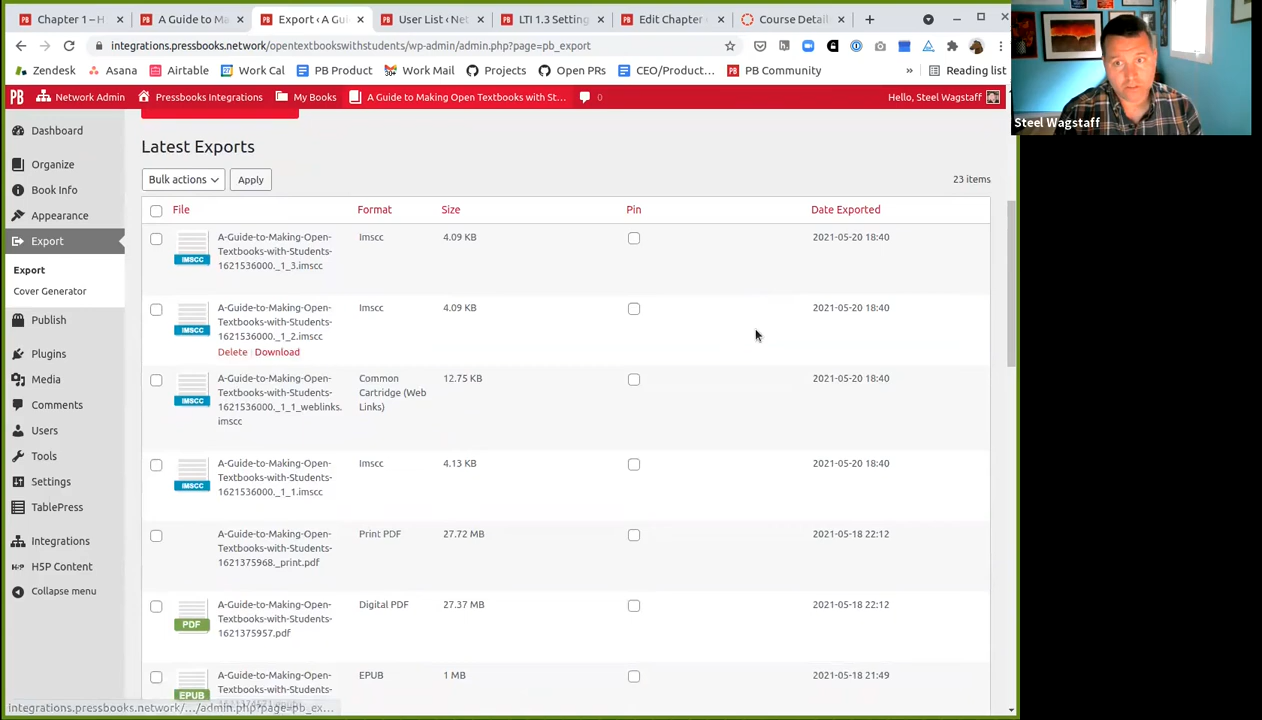 Chapter 1 – H
A Guide to Ma
Export ‹ A Gui
User List ‹ Net
LTI 1.3 Setting
Edit Chapter
Course Detail
integrations.pressbooks.network/opentextbookswithstudents/wp-admin/admin.php?page=pb_export
Zendesk
Asana
Airtable
Work Cal
PB Product
Work Mail
Projects
Open PRs
CEO/Product...
PB Community
»
Reading list
Steel Wagstaff
PB
Network Admin
Pressbooks Integrations
My Books
A Guide to Making Open Textbooks with St...
0
Hello, Steel Wagstaff
Dashboard
Organize
Book Info
Appearance
Export
Export
Cover Generator
Publish
Plugins
Media
Comments
Users
Tools
Settings
TablePress
Integrations
H5P Content
Collapse menu
Latest Exports
Bulk actions
Apply
23 items
File
Format
Size
Pin
Date Exported
IMSCC
A-Guide-to-Making-Open-
Textbooks-with-Students-
1621536000._1_3.imscc
Imscc
4.09 KB
2021-05-20 18:40
IMSCC
A-Guide-to-Making-Open-
Textbooks-with-Students-
1621536000._1_2.imscc
Delete | Download
Imscc
4.09 KB
2021-05-20 18:40
IMSCC
A-Guide-to-Making-Open-
Textbooks-with-Students-
1621536000._1_1_weblinks.
imscc
Common
Cartridge (Web
Links)
12.75 KB
2021-05-20 18:40
IMSCC
A-Guide-to-Making-Open-
Textbooks-with-Students-
1621536000._1_1.imscc
Imscc
4.13 KB
2021-05-20 18:40
A-Guide-to-Making-Open-
Textbooks-with-Students-
1621375968._print.pdf
Print PDF
27.72 MB
2021-05-18 22:12
PDF
A-Guide-to-Making-Open-
Textbooks-with-Students-
1621375957.pdf
Digital PDF
27.37 MB
2021-05-18 22:12
EPUB
A-Guide-to-Making-Open-
Textbooks-with-Students-
EPUB
1 MB
2021-05-18 21:49
integrations.pressbooks.network/.../admin.php?page=pb_ex...